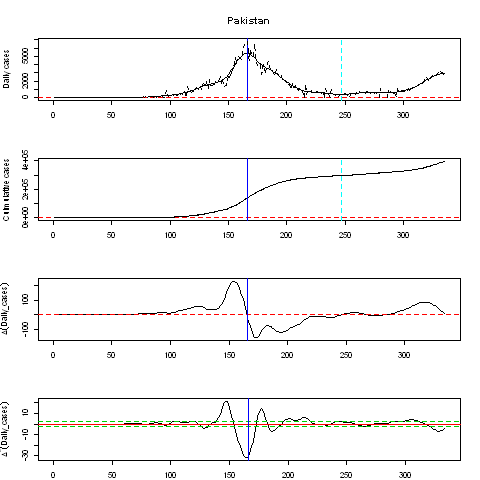 Pakistan
Daily cases
0 2000 6000
0 50 100 150 200 250 300
Cumulative cases
0e+00 2e+05 4e+05
0 50 100 150 200 250 300
Δ(Daily_cases)
-100 100
0 50 100 150 200 250 300
Δ²(Daily_cases)
-30 -10 10
0 50 100 150 200 250 300